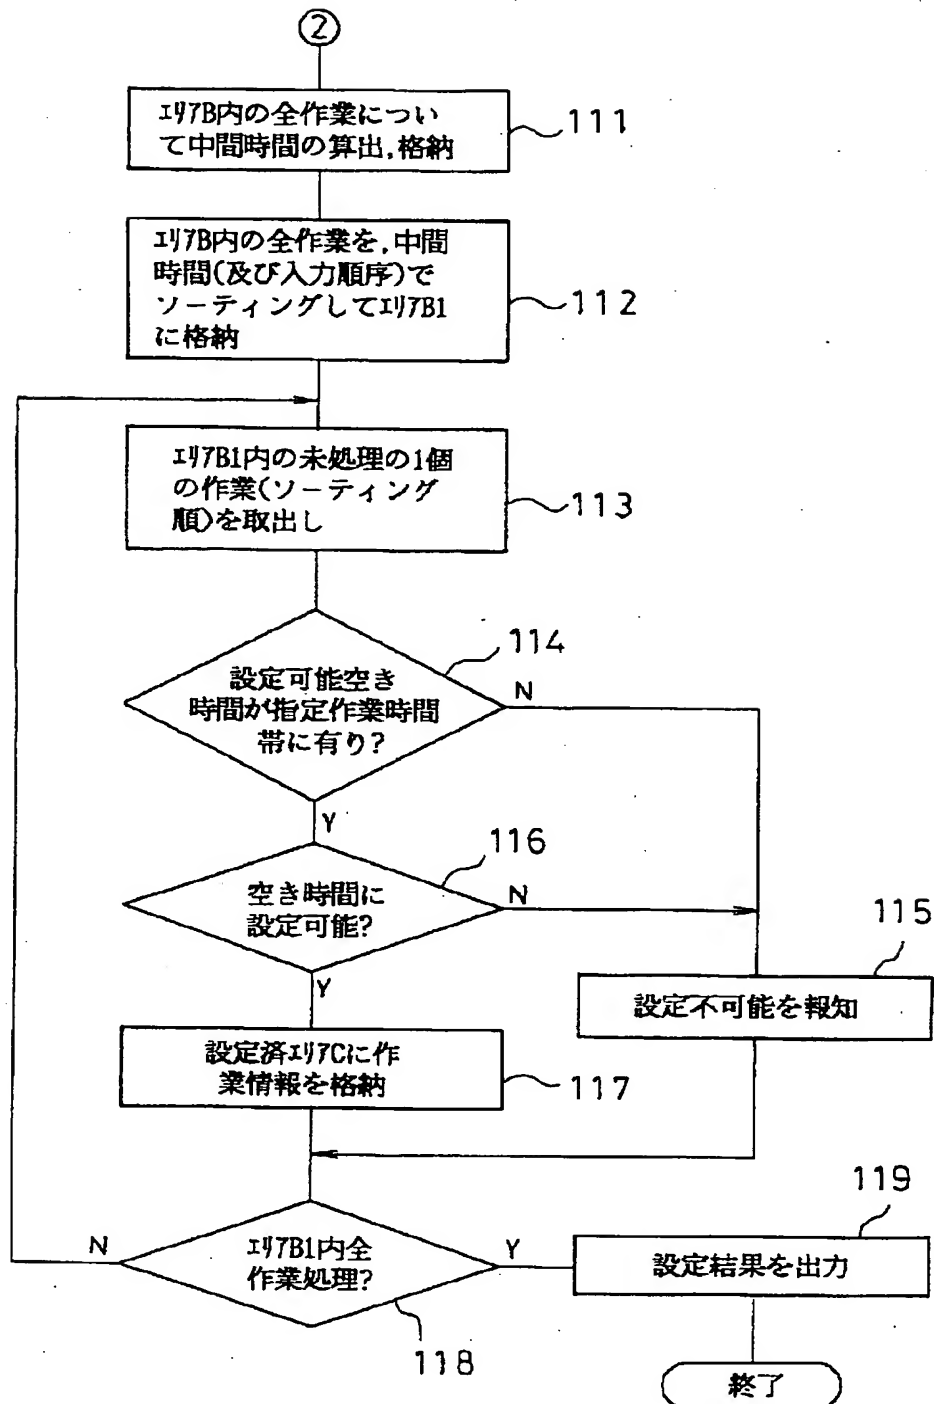 ②
エリアB内の全作業につい
て中間時間の算出,格納
111
エリアB内の全作業を,中間
時間(及び入力順序)で
ソーティングしてエリアB1
に格納
112
エリアB1内の未処理の1個
の作業(ソーティング
順)を取出し
113
114
設定可能空き
時間が指定作業時間
帯に有り?
N
Y
116
空き時間に
設定可能?
N
Y
115
設定不可能を報知
設定済エリアCに作
業情報を格納
117
エリアB1内全
作業処理?
N
Y
118
119
設定結果を出力
終了